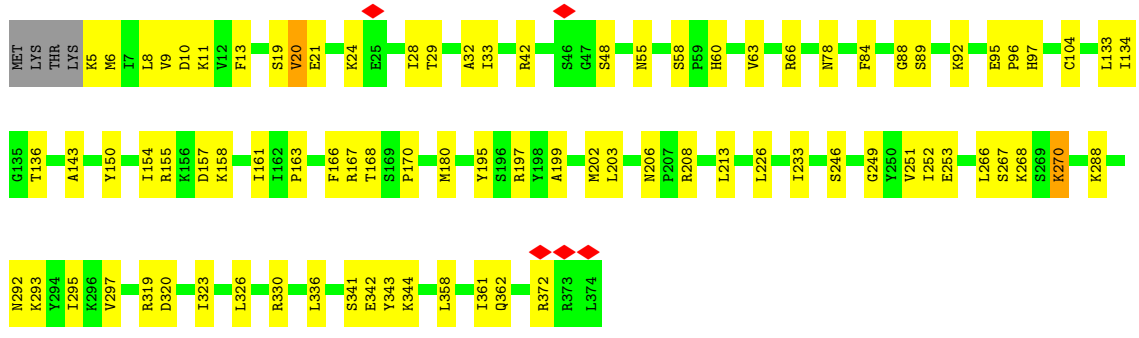 MET LYS THR LYS K5 M6 I7 L8 V9 D10 K11 V12 F13 S19 V20 E21 K24 E25 I28 T29 A32 I33 R42 S46 G47 S48 N55 S58 P59 H60 V63 R66 N78 F84 G88 S89 K92 E95 P96 H97 C104 L133 I134
G135 T136 A143 Y150 I154 R155 K156 D157 K158 I161 I162 P163 F166 R167 T168 S169 P170 M180 Y195 S196 R197 Y198 A199 M202 L203 N206 P207 R208 L213 L226 I233 S246 G249 Y250 V251 I252 E253 L266 S267 K268 S269 K270 K288
N292 K293 Y294 I295 K296 V297 R319 D320 I323 L326 R330 L336 S341 E342 Y343 K344 L358 I361 Q362 R372 R373 L374